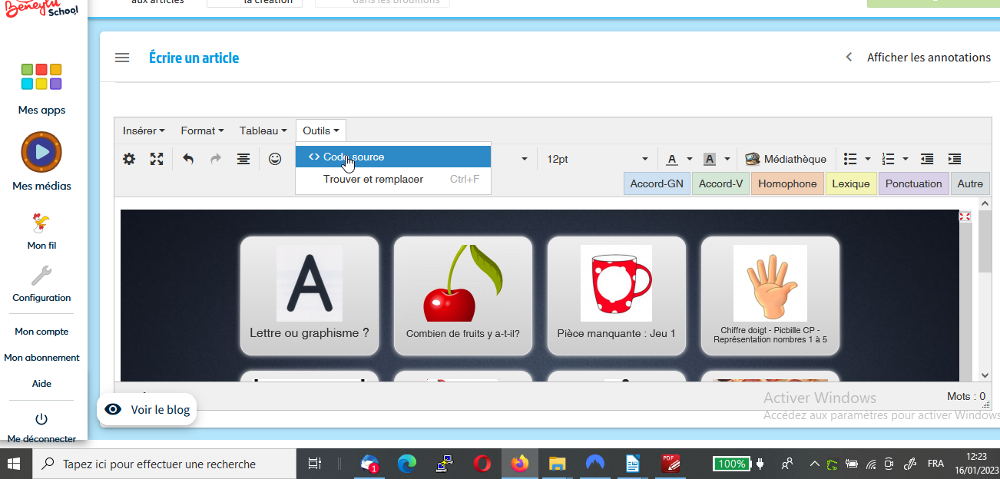 Beneylu
School
aux articles
la création
dans les brouillons
Écrire un article
Afficher les annotations
Mes apps
Mes médias
Mon fil
Configuration
Mon compte
Mon abonnement
Aide
Me déconnecter
Insérer
Format
Tableau
Outils
Code source
Trouver et remplacer Ctrl+F
12pt
A
A
Médiathèque
Accord-GN
Accord-V
Homophone
Lexique
Ponctuation
Autre
A
Lettre ou graphisme ?
Combien de fruits y a-t-il?
Pièce manquante : Jeu 1
Chiffre doigt - Picbille CP -
Représentation nombres 1 à 5
Mots : 0
Voir le blog
Activer Windows
Accédez aux paramètres pour activer Windows
Tapez ici pour effectuer une recherche
1
PDF
100%
FRA
12:23
16/01/2023